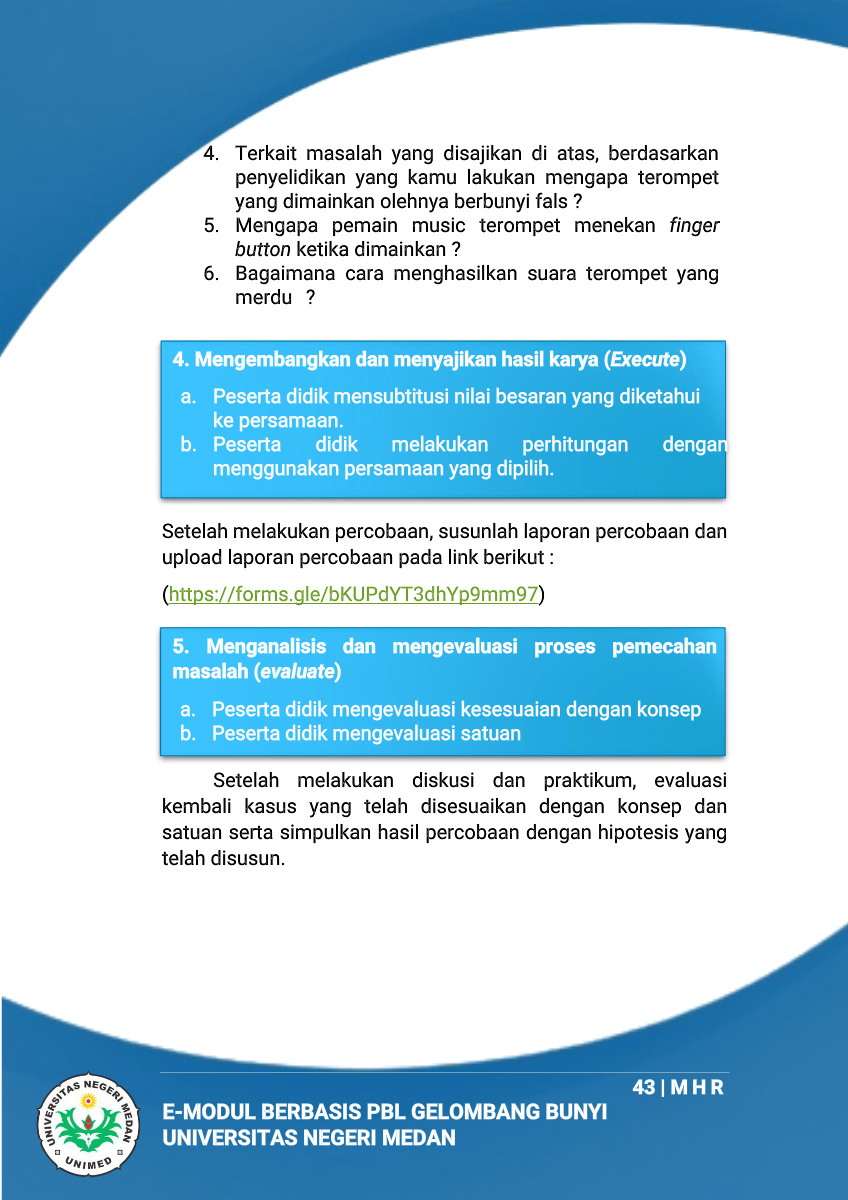 4. Terkait masalah yang disajikan di atas, berdasarkan
penyelidikan yang kamu lakukan mengapa terompet
yang dimainkan olehnya berbunyi fals ?
5. Mengapa pemain music terompet menekan finger
button ketika dimainkan ?
6. Bagaimana cara menghasilkan suara terompet yang
merdu ?
4. Mengembangkan dan menyajikan hasil karya (Execute)
a. Peserta didik mensubtitusi nilai besaran yang diketahui
ke persamaan.
b. Peserta didik melakukan perhitungan dengan
menggunakan persamaan yang dipilih.
Setelah melakukan percobaan, susunlah laporan percobaan dan
upload laporan percobaan pada link berikut :
(https://forms.gle/bKUPdYT3dhYp9mm97)
5. Menganalisis dan mengevaluasi proses pemecahan
masalah (evaluate)
a. Peserta didik mengevaluasi kesesuaian dengan konsep
b. Peserta didik mengevaluasi satuan
Setelah melakukan diskusi dan praktikum, evaluasi
kembali kasus yang telah disesuaikan dengan konsep dan
satuan serta simpulkan hasil percobaan dengan hipotesis yang
telah disusun.
43 | M H R
E-MODUL BERBASIS PBL GELOMBANG BUNYI
UNIVERSITAS NEGERI MEDAN
UNIVERSITAS NEGERI MEDAN
UNIMED